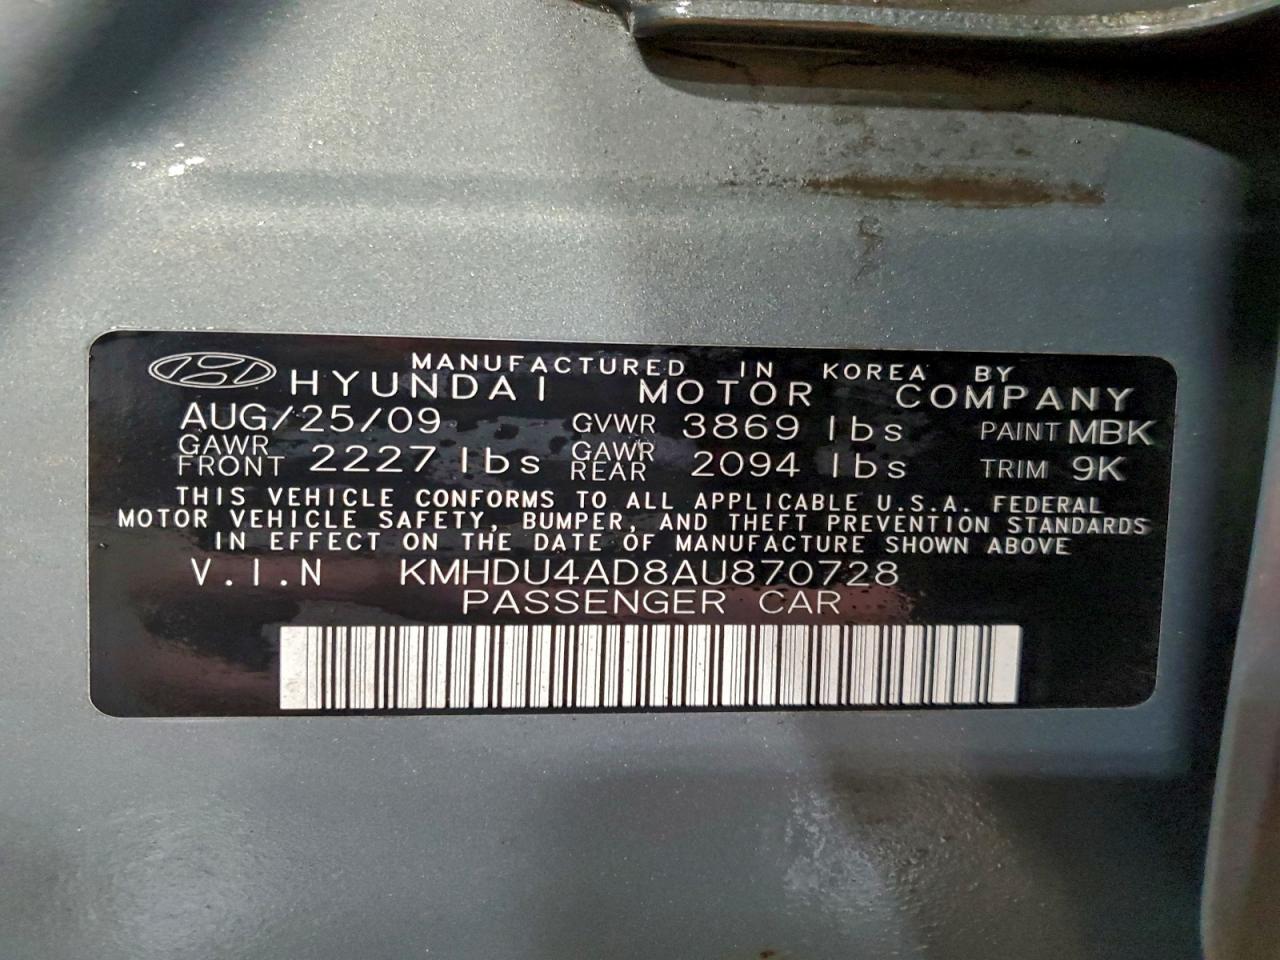 MANUFACTURED IN KOREA BY
HYUNDAI MOTOR COMPANY
AUG/25/09 GVWR 3869 lbs PAINT MBK
GAWR FRONT 2227 lbs GAWR REAR 2094 lbs TRIM 9K
THIS VEHICLE CONFORMS TO ALL APPLICABLE U.S.A. FEDERAL
MOTOR VEHICLE SAFETY, BUMPER, AND THEFT PREVENTION STANDARDS
IN EFFECT ON THE DATE OF MANUFACTURE SHOWN ABOVE
V.I.N KMHDU4AD8AU870728
PASSENGER CAR